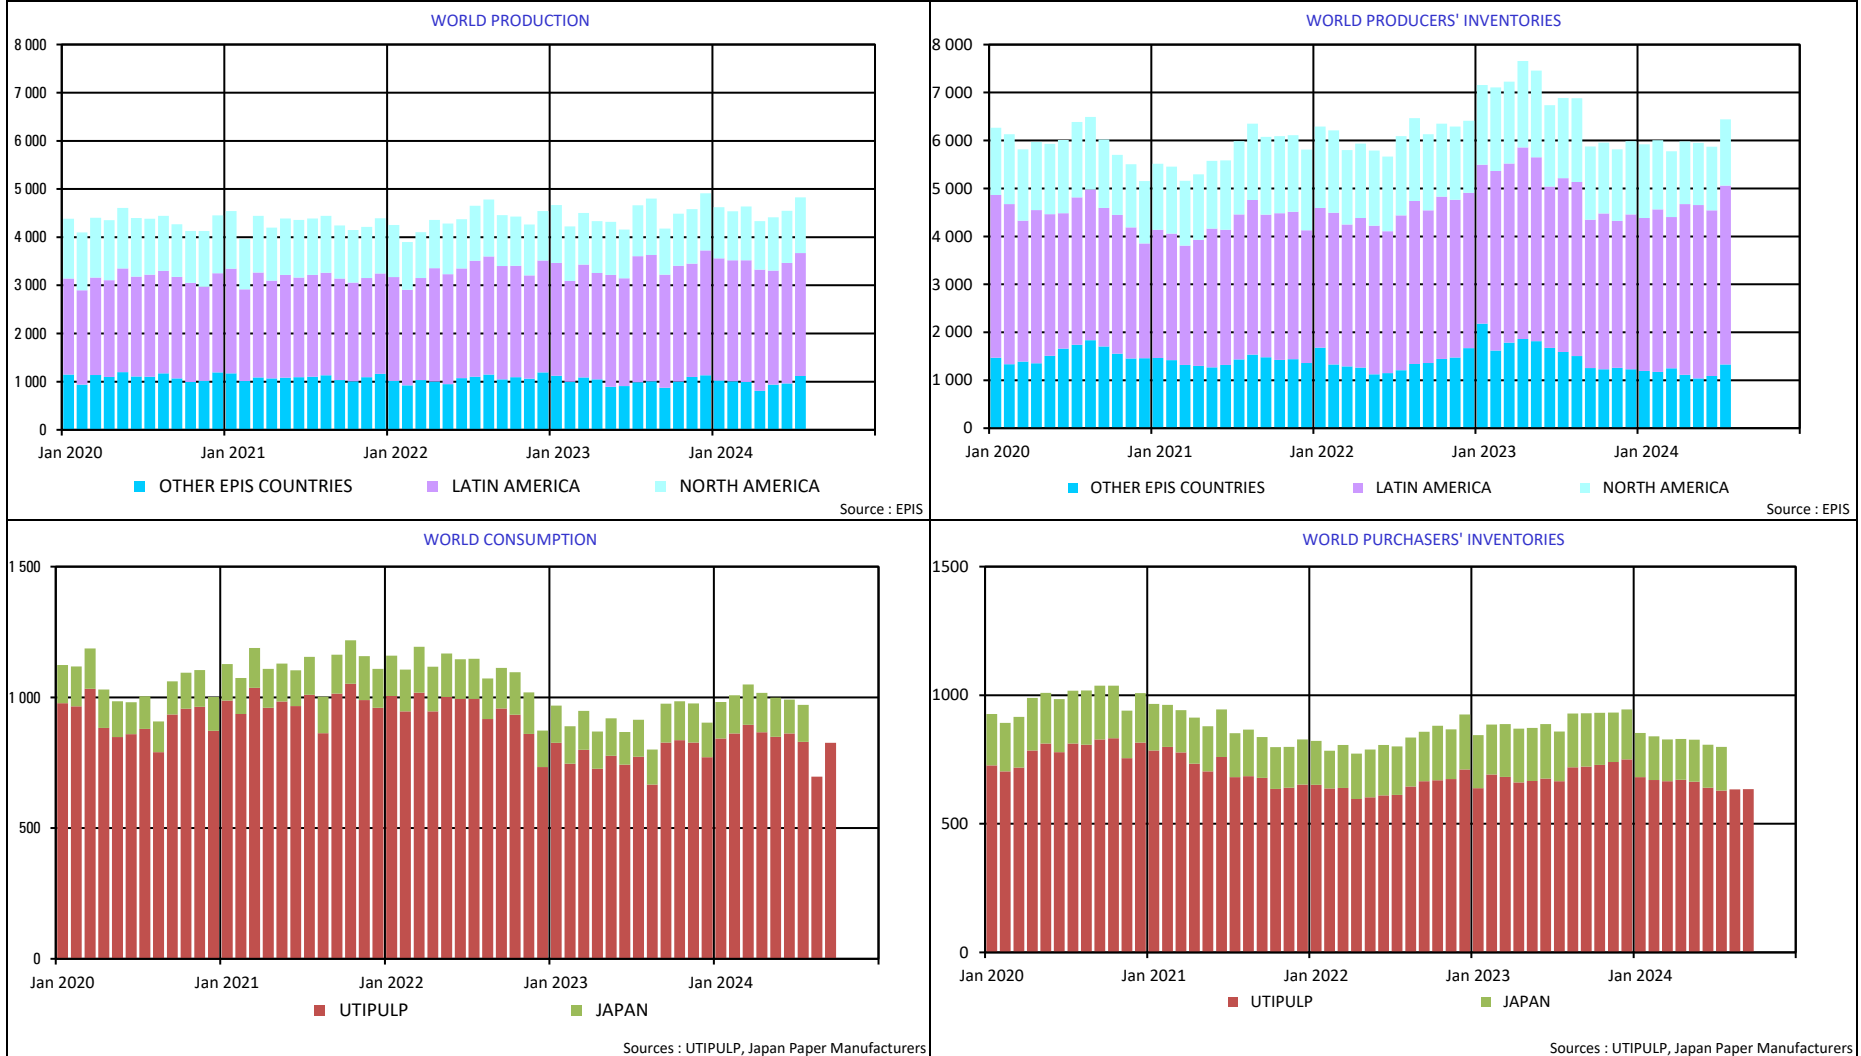 WORLD PRODUCTION
8 000
7 000
6 000
5 000
4 000
3 000
2 000
1 000
0
Jan 2020 Jan 2021 Jan 2022 Jan 2023 Jan 2024
OTHER EPIS COUNTRIES LATIN AMERICA NORTH AMERICA
Source : EPIS
WORLD PRODUCERS' INVENTORIES
8 000
7 000
6 000
5 000
4 000
3 000
2 000
1 000
0
Jan 2020 Jan 2021 Jan 2022 Jan 2023 Jan 2024
OTHER EPIS COUNTRIES LATIN AMERICA NORTH AMERICA
Source : EPIS
WORLD CONSUMPTION
1 500
1 000
500
0
Jan 2020 Jan 2021 Jan 2022 Jan 2023 Jan 2024
UTIPULP JAPAN
Sources : UTIPULP, Japan Paper Manufacturers
WORLD PURCHASERS' INVENTORIES
1500
1000
500
0
Jan 2020 Jan 2021 Jan 2022 Jan 2023 Jan 2024
UTIPULP JAPAN
Sources : UTIPULP, Japan Paper Manufacturers